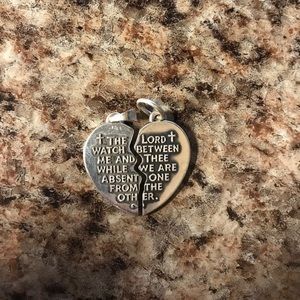 ✝ THE LORD ✝
WATCH BETWEEN
ME AND THEE
WHILE WE ARE
ABSENT ONE
FROM THE
OTHER.